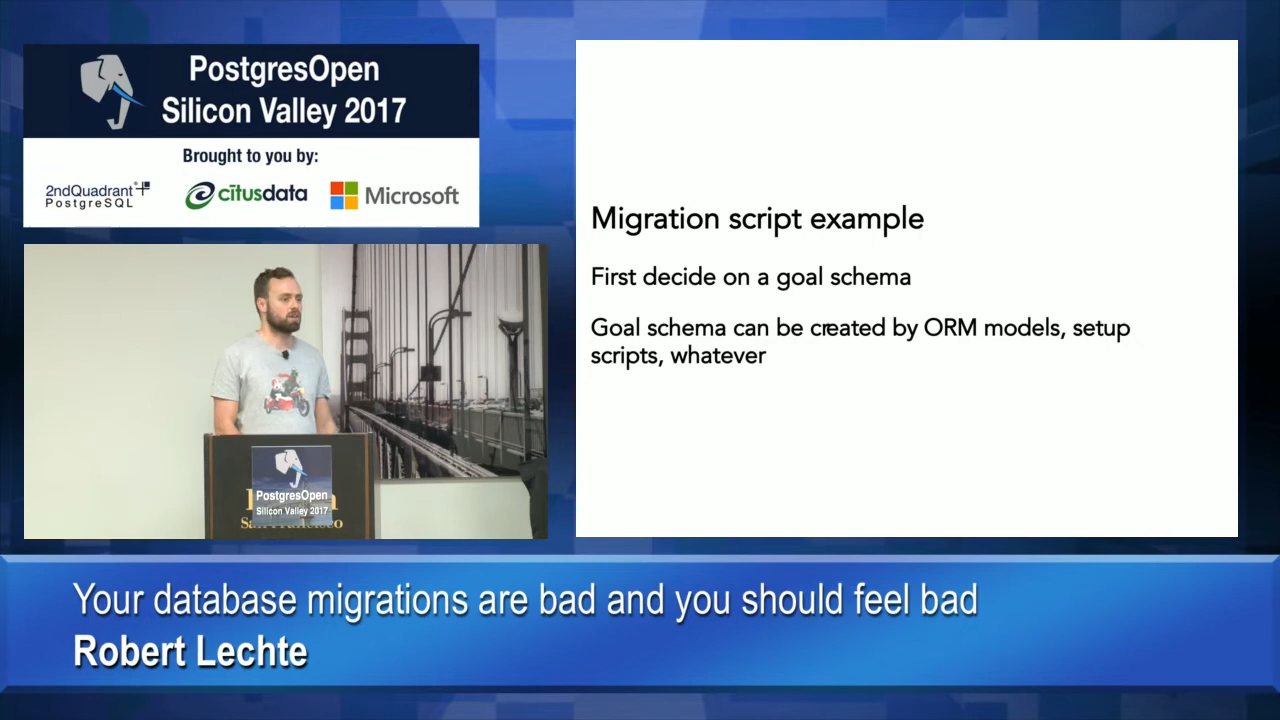 PostgresOpen
Silicon Valley 2017
Brought to you by:
2ndQuadrant
PostgreSQL
citusdata
Microsoft
Migration script example
First decide on a goal schema
Goal schema can be created by ORM models, setup
scripts, whatever
PostgresOpen
Silicon Valley 2017
Your database migrations are bad and you should feel bad
Robert Lechte